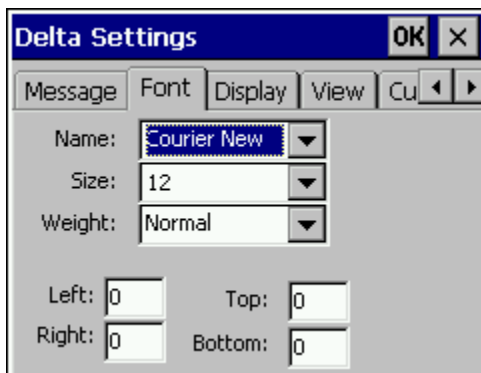 Delta Settings OK ×
Message Font Display View Cu
Name: Courier New
Size: 12
Weight: Normal
Left: 0 Top: 0
Right: 0 Bottom: 0